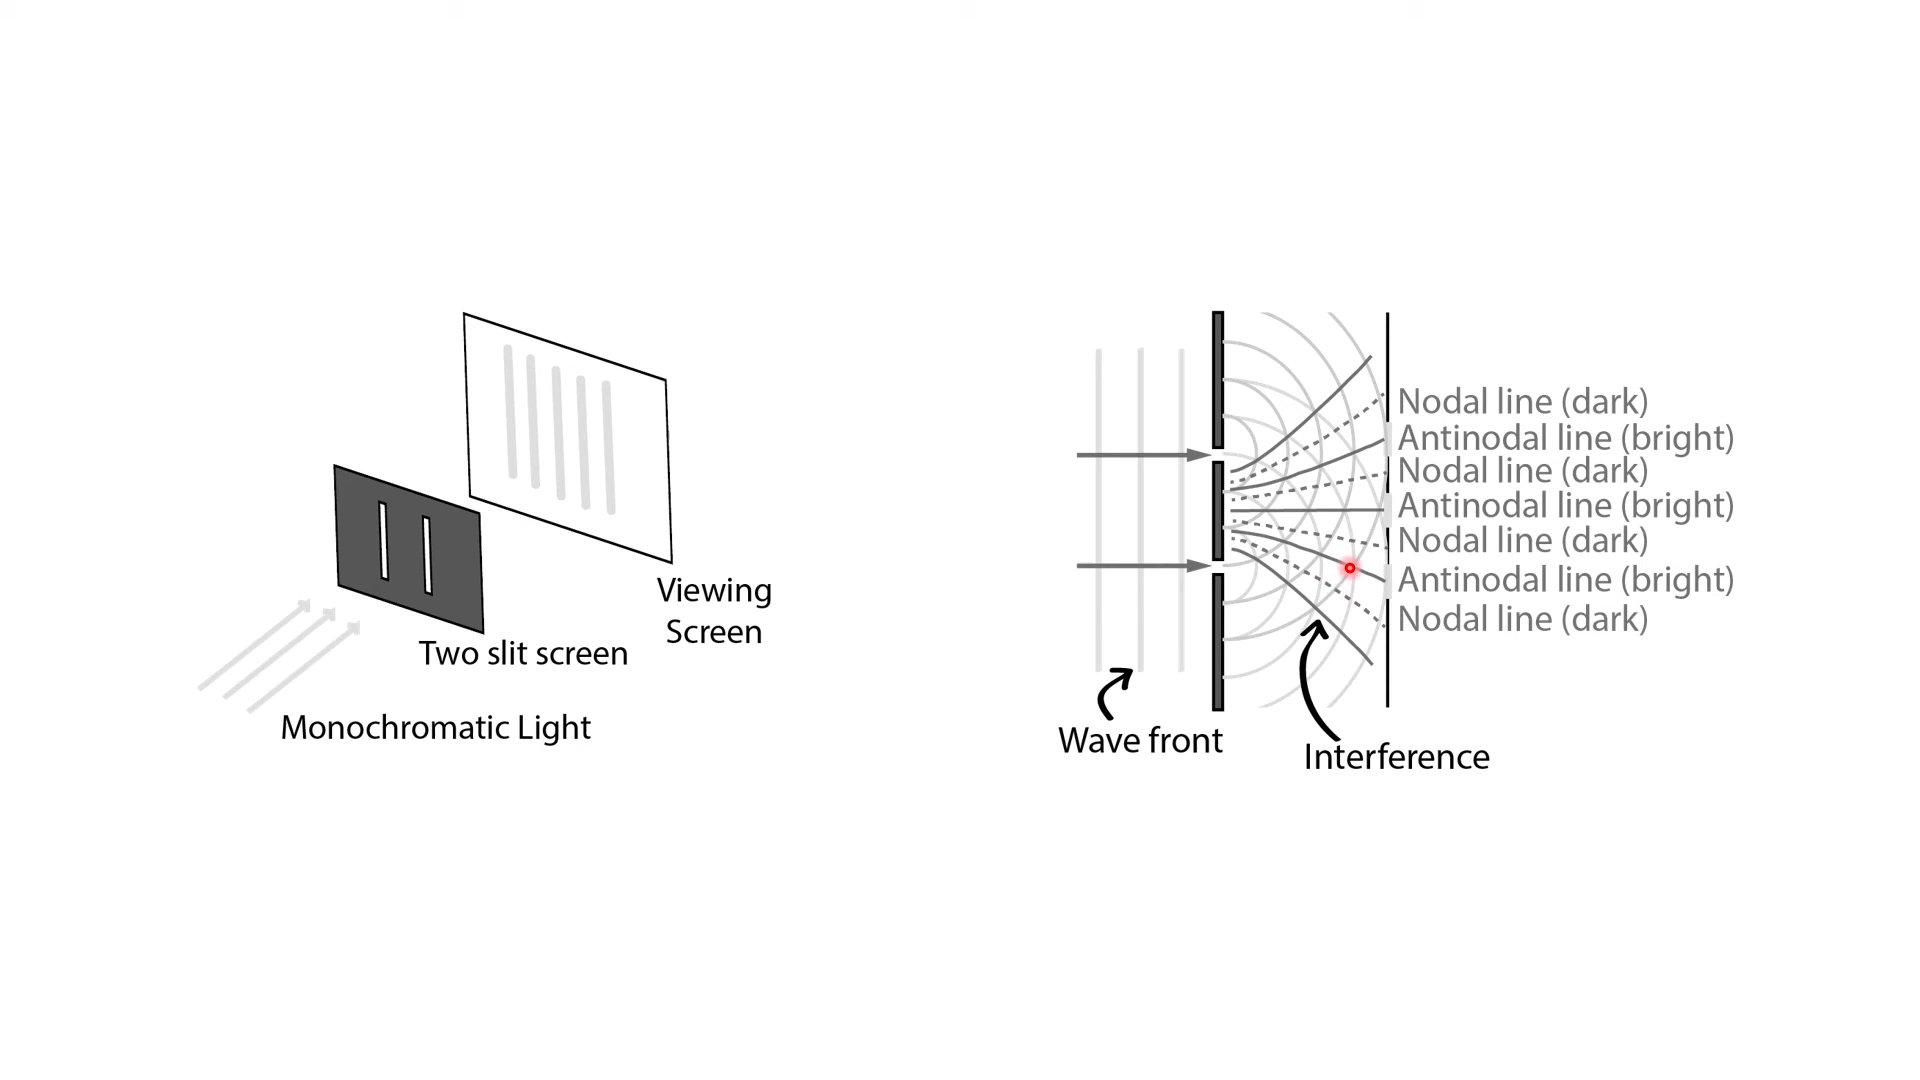 Viewing
Screen
Two slit screen
Monochromatic Light
Nodal line (dark)
Antinodal line (bright)
Nodal line (dark)
Antinodal line (bright)
Nodal line (dark)
Antinodal line (bright)
Nodal line (dark)
Wave front
Interference